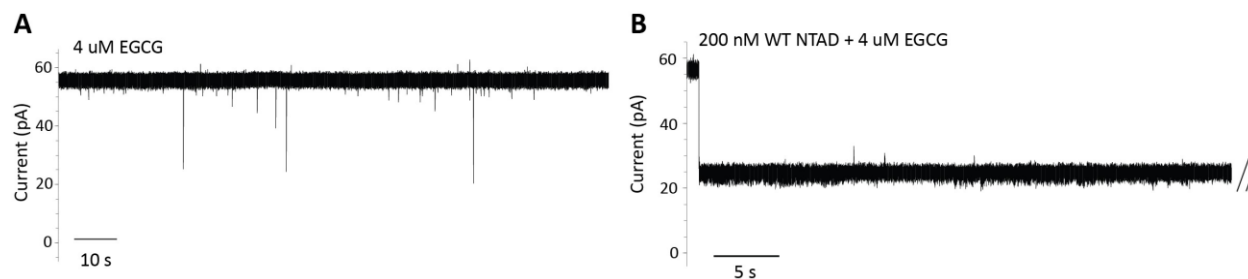 A
4 uM EGCG
60
40
20
0
Current (pA)
10 s
B
200 nM WT NTAD + 4 uM EGCG
60
40
20
0
Current (pA)
5 s